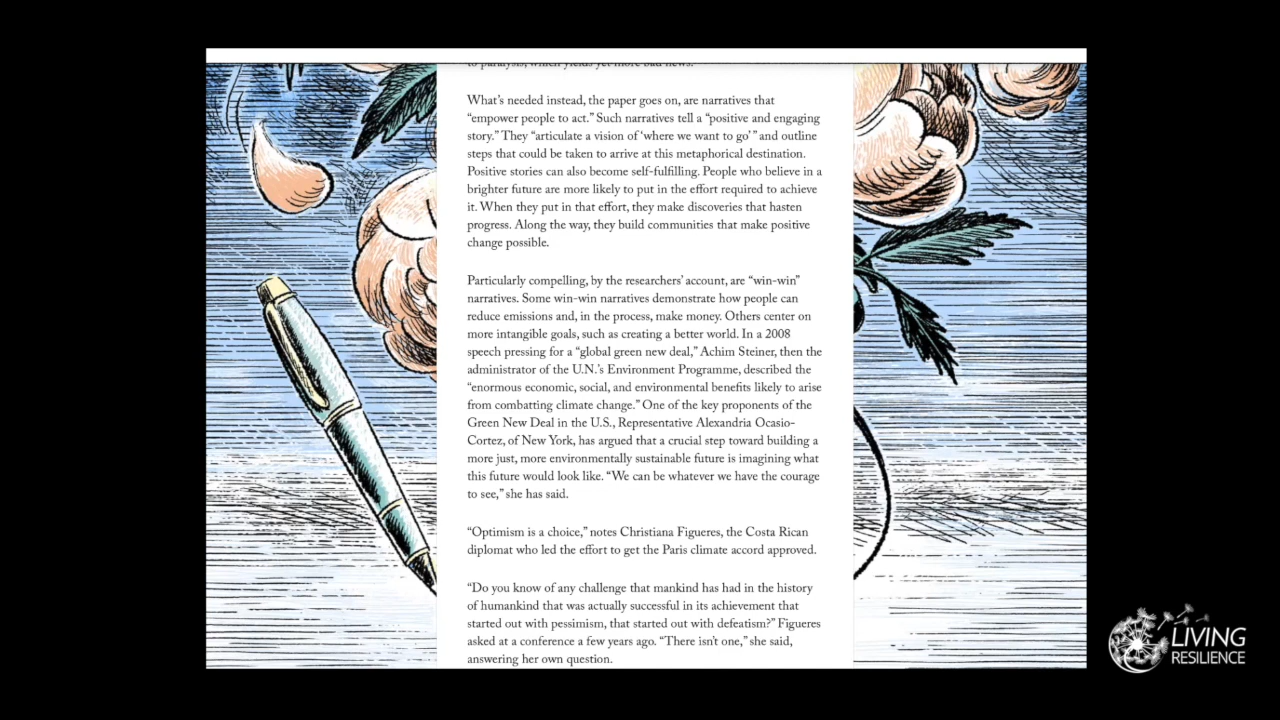 to paralysis, which yields yet more bad news.
What’s needed instead, the paper goes on, are narratives that
“empower people to act.” Such narratives tell a “positive and engaging
story.” They “articulate a vision of ‘where we want to go’ ” and outline
steps that could be taken to arrive at this metaphorical destination.
Positive stories can also become self-fulfilling. People who believe in a
brighter future are more likely to put in the effort required to achieve
it. When they put in that effort, they make discoveries that hasten
progress. Along the way, they build communities that make positive
change possible.
Particularly compelling, by the researchers’ account, are “win-win”
narratives. Some win-win narratives demonstrate how people can
reduce emissions and, in the process, make money. Others center on
more intangible goals, such as creating a better world. In a 2008
speech pressing for a “global green new deal,” Achim Steiner, then the
administrator of the U.N.’s Environment Programme, described the
“enormous economic, social, and environmental benefits likely to arise
from combatting climate change.” One of the key proponents of the
Green New Deal in the U.S., Representative Alexandria Ocasio-
Cortez, of New York, has argued that a crucial step toward building a
more just, more environmentally sustainable future is imagining what
this future would look like. “We can be whatever we have the courage
to see,” she has said.
“Optimism is a choice,” notes Christiana Figueres, the Costa Rican
diplomat who led the effort to get the Paris climate accord approved.
“Do you know of any challenge that mankind has had in the history
of humankind that was actually successful in its achievement that
started out with pessimism, that started out with defeatism?” Figueres
asked at a conference a few years ago. “There isn’t one,” she said,
answering her own question.
LIVING
RESILIENCE